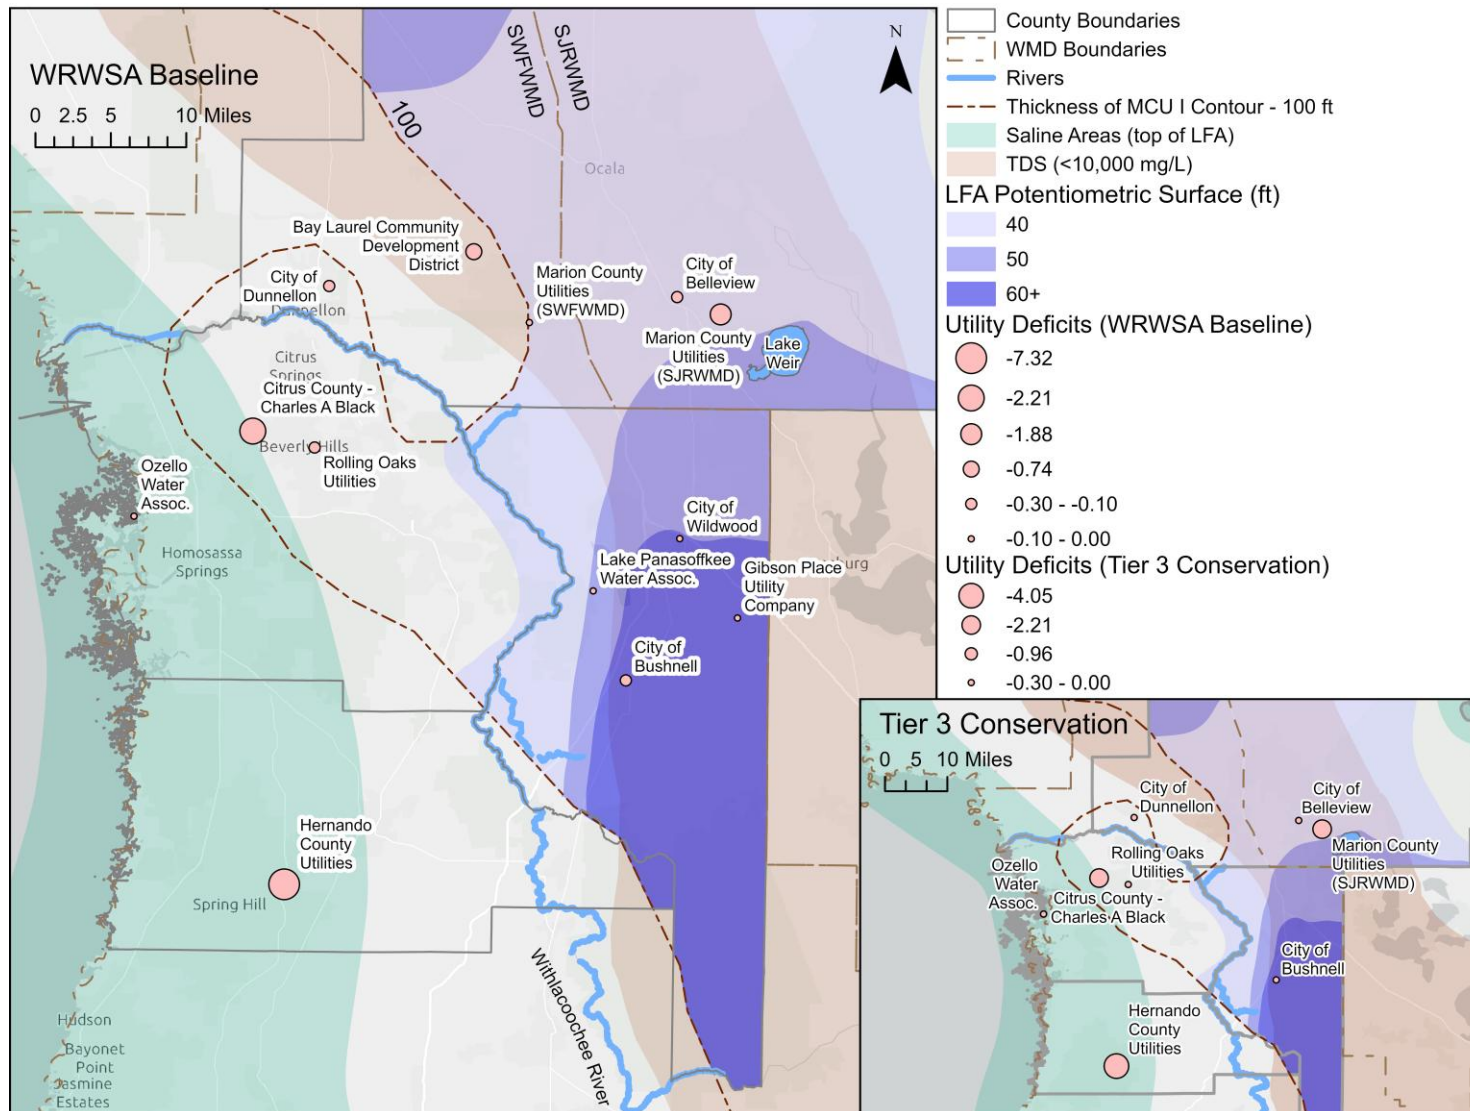 WRWSA Baseline
0 2.5 5 10 Miles
100
SWFWMD
SJRWMD
N
Ocala
Bay Laurel Community
Development
District
City of
Dunnellon
Dunnellon
Marion County
Utilities
(SWFWMD)
City of
Belleview
Marion County
Utilities
(SJRWMD)
Lake
Weir
Citrus
Springs
Citrus County -
Charles A Black
Beverly Hills
Rolling Oaks
Utilities
Ozello
Water
Assoc.
Homosassa
Springs
City of
Wildwood
Lake Panasoffkee
Water Assoc.
Gibson Place
Utility
Company
burg
City of
Bushnell
Hernando
County
Utilities
Spring Hill
Withlacoochee River
Hudson
Bayonet
Point
Jasmine
Estates
County Boundaries
WMD Boundaries
Rivers
Thickness of MCU I Contour - 100 ft
Saline Areas (top of LFA)
TDS (<10,000 mg/L)
LFA Potentiometric Surface (ft)
40
50
60+
Utility Deficits (WRWSA Baseline)
-7.32
-2.21
-1.88
-0.74
-0.30 - -0.10
-0.10 - 0.00
Utility Deficits (Tier 3 Conservation)
-4.05
-2.21
-0.96
-0.30 - 0.00
Tier 3 Conservation
0 5 10 Miles
City of
Dunnellon
City of
Belleview
Rolling Oaks
Utilities
Marion County
Utilities
(SJRWMD)
Ozello
Water
Assoc.
Citrus County -
Charles A Black
City of
Bushnell
Hernando
County
Utilities